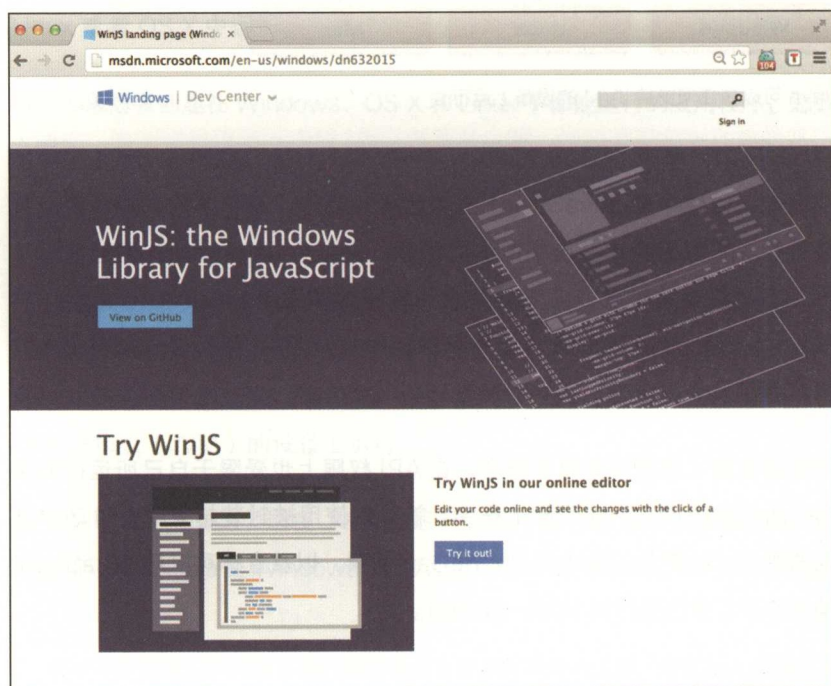 WinJS landing page (Windo
msdn.microsoft.com/en-us/windows/dn632015
104
T
Windows | Dev Center
Sign in
WinJS: the Windows
Library for JavaScript
View on GitHub
Try WinJS
Try WinJS in our online editor
Edit your code online and see the changes with the click of a
button.
Try it out!